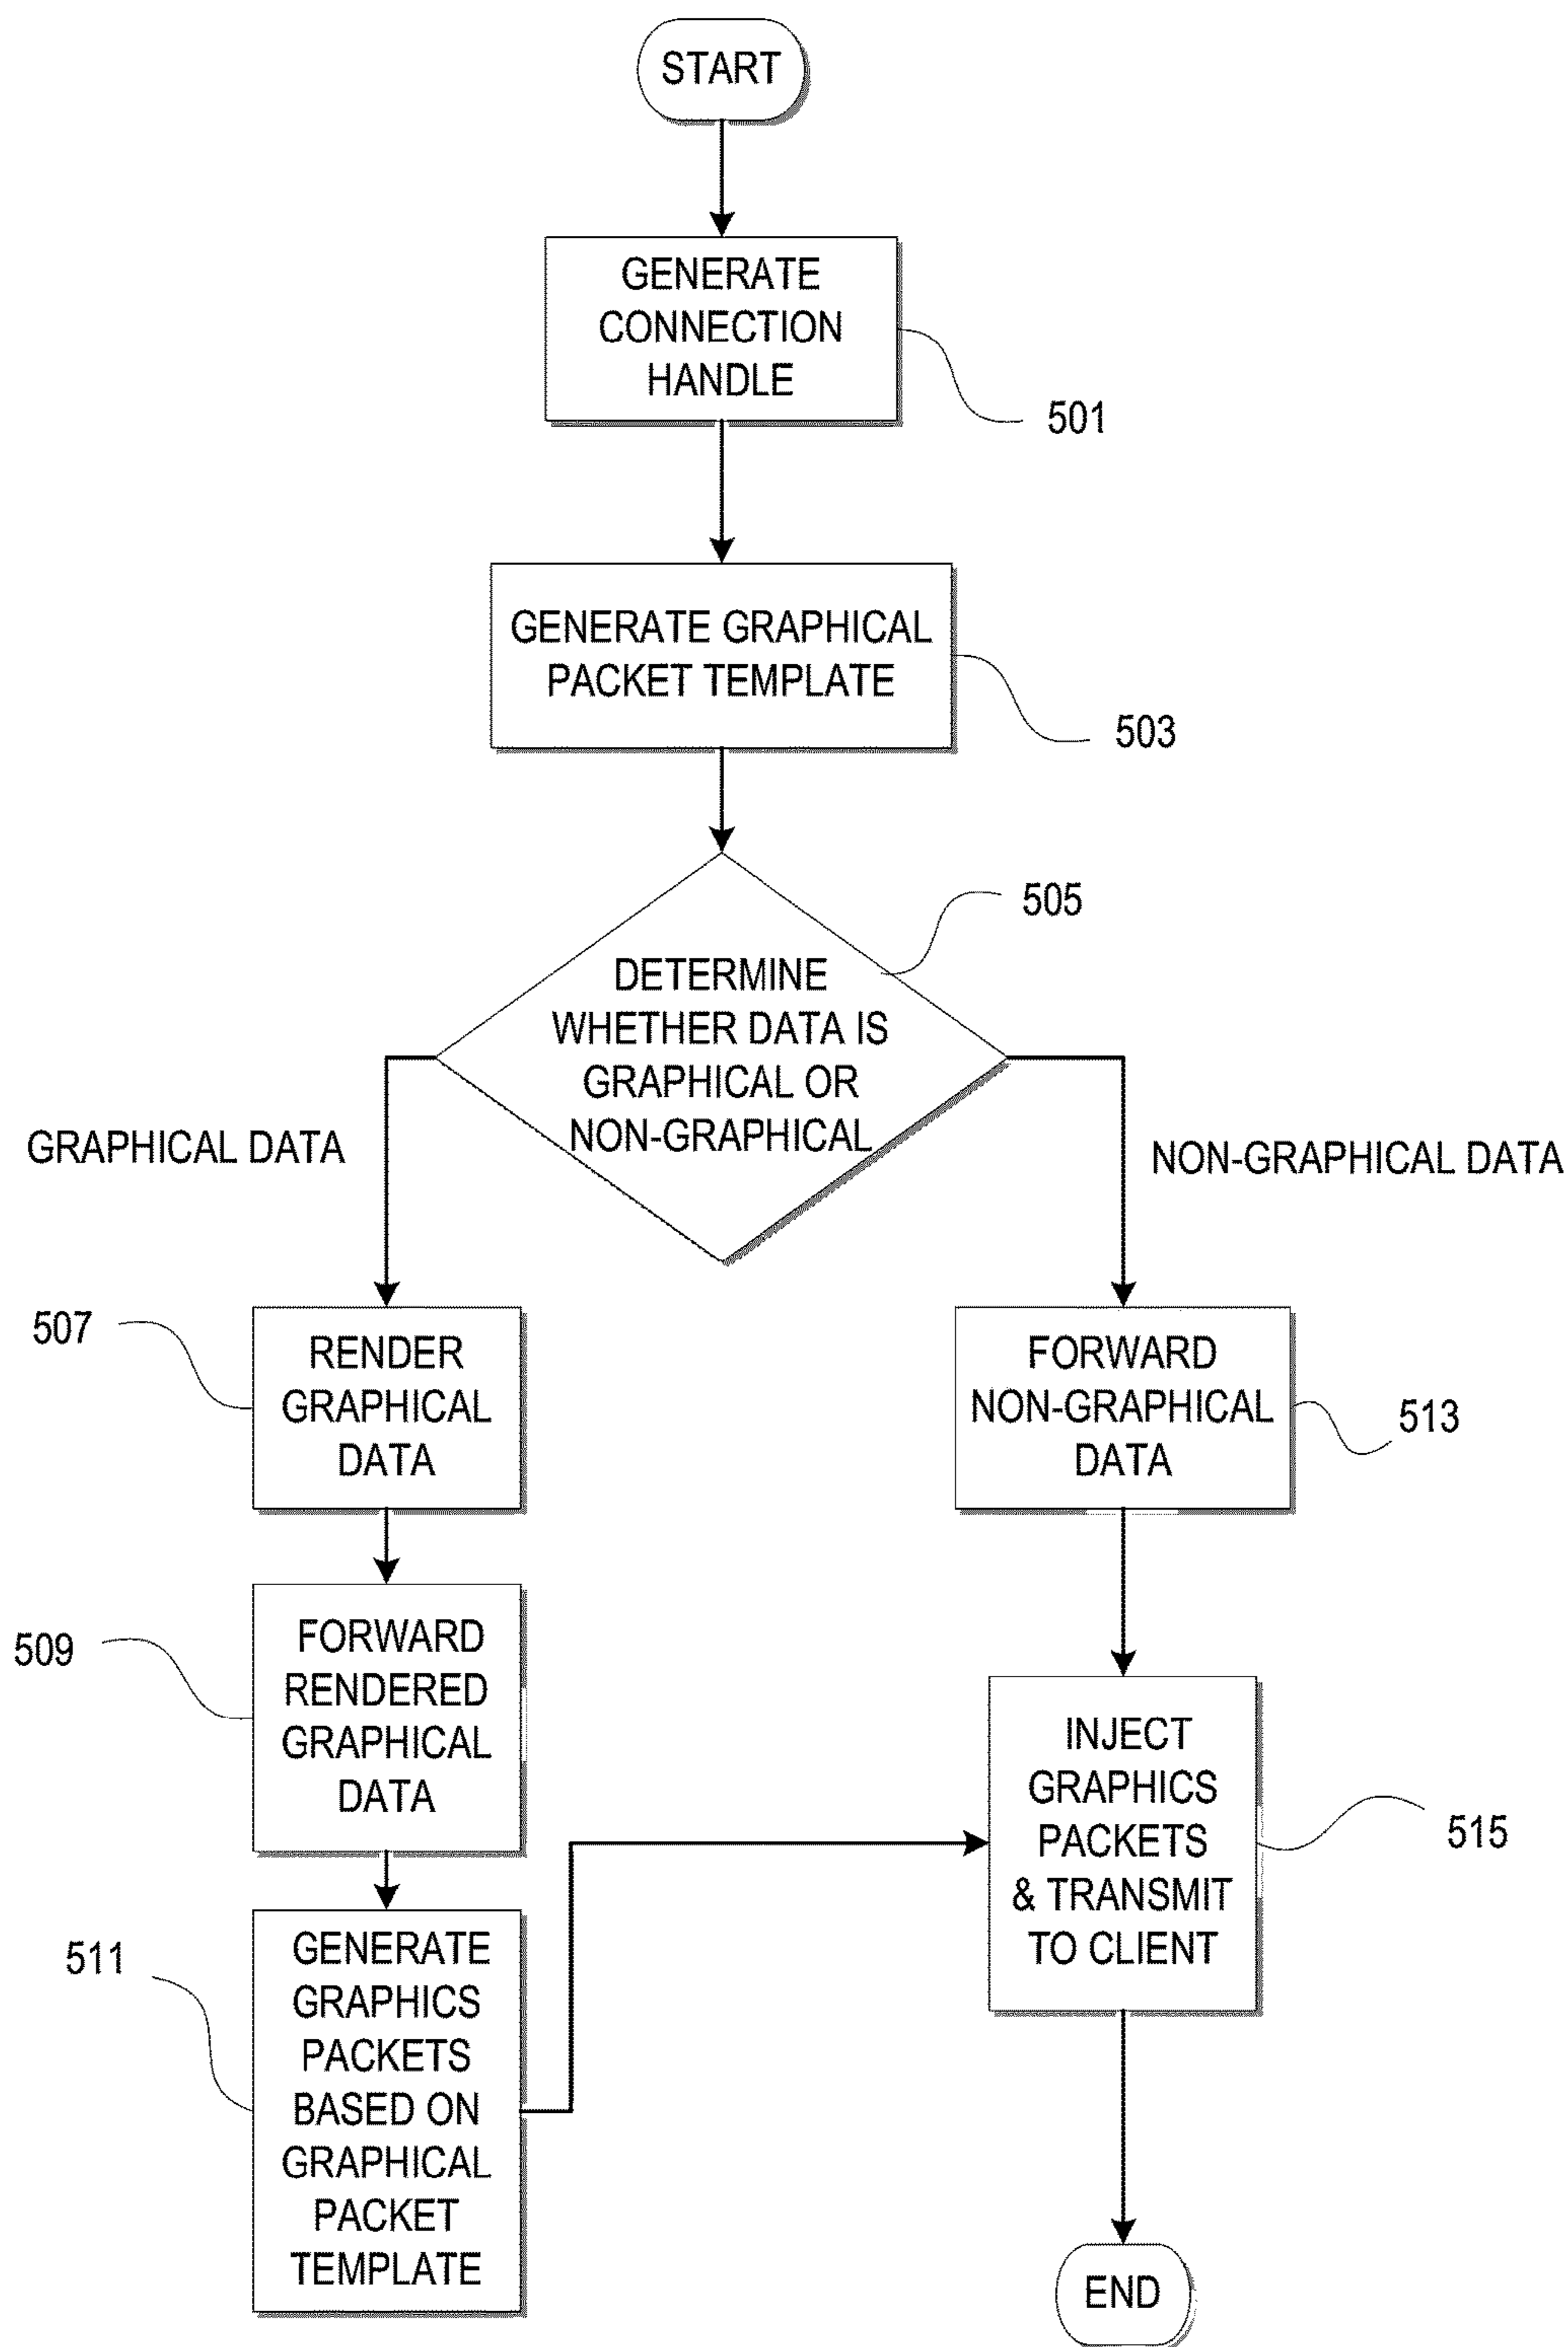 START
GENERATE
CONNECTION
HANDLE
501
GENERATE GRAPHICAL
PACKET TEMPLATE
503
505
DETERMINE
WHETHER DATA IS
GRAPHICAL OR
NON-GRAPHICAL
GRAPHICAL DATA
NON-GRAPHICAL DATA
507
RENDER
GRAPHICAL
DATA
FORWARD
NON-GRAPHICAL
DATA
513
509
FORWARD
RENDERED
GRAPHICAL
DATA
INJECT
GRAPHICS
PACKETS
& TRANSMIT
TO CLIENT
515
511
GENERATE
GRAPHICS
PACKETS
BASED ON
GRAPHICAL
PACKET
TEMPLATE
END